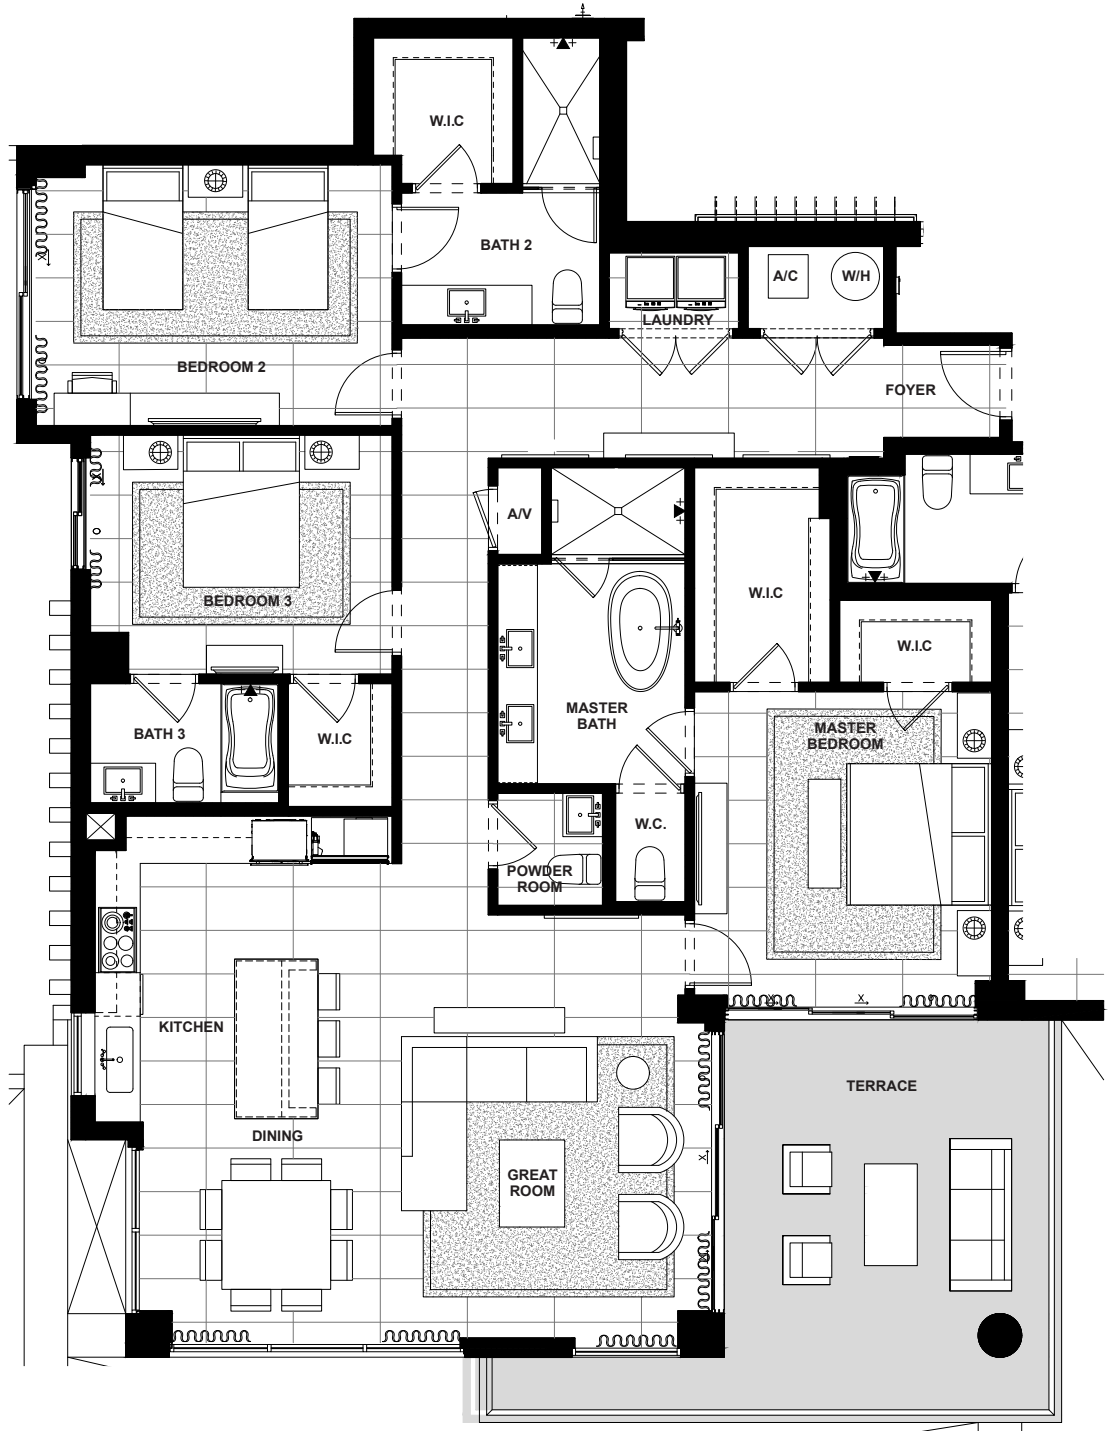 W.I.C
BATH 2
A/C
W/H
LAUNDRY
BEDROOM 2
FOYER
A/V
BEDROOM 3
W.I.C
W.I.C
MASTER
BATH
MASTER
BEDROOM
BATH 3
W.I.C
W.C.
POWDER
ROOM
KITCHEN
TERRACE
DINING
GREAT
ROOM